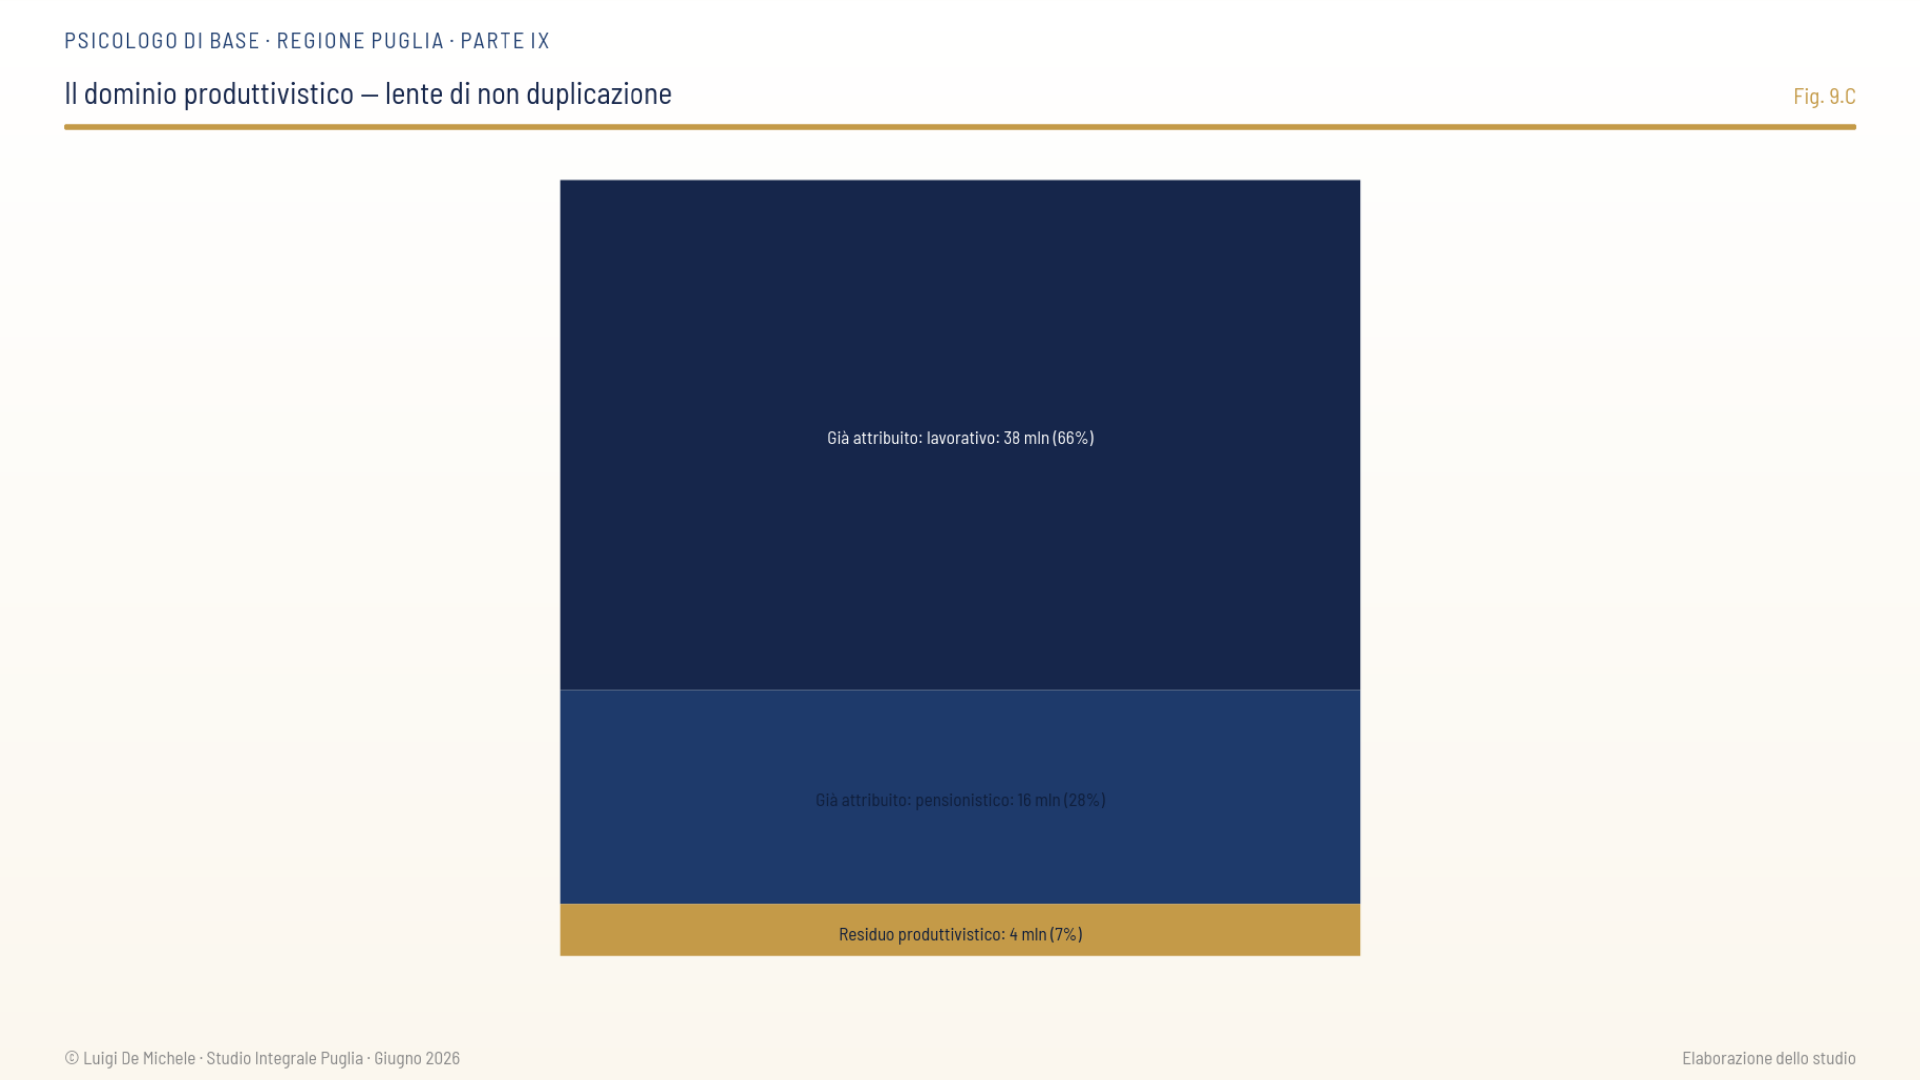 PSICOLOGO DI BASE · REGIONE PUGLIA · PARTE IX
Il dominio produttivistico — lente di non duplicazione
Fig. 9.C
Già attribuito: lavorativo: 38 mln (66%)
Già attribuito: pensionistico: 16 mln (28%)
Residuo produttivistico: 4 mln (7%)
© Luigi De Michele · Studio Integrale Puglia · Giugno 2026
Elaborazione dello studio